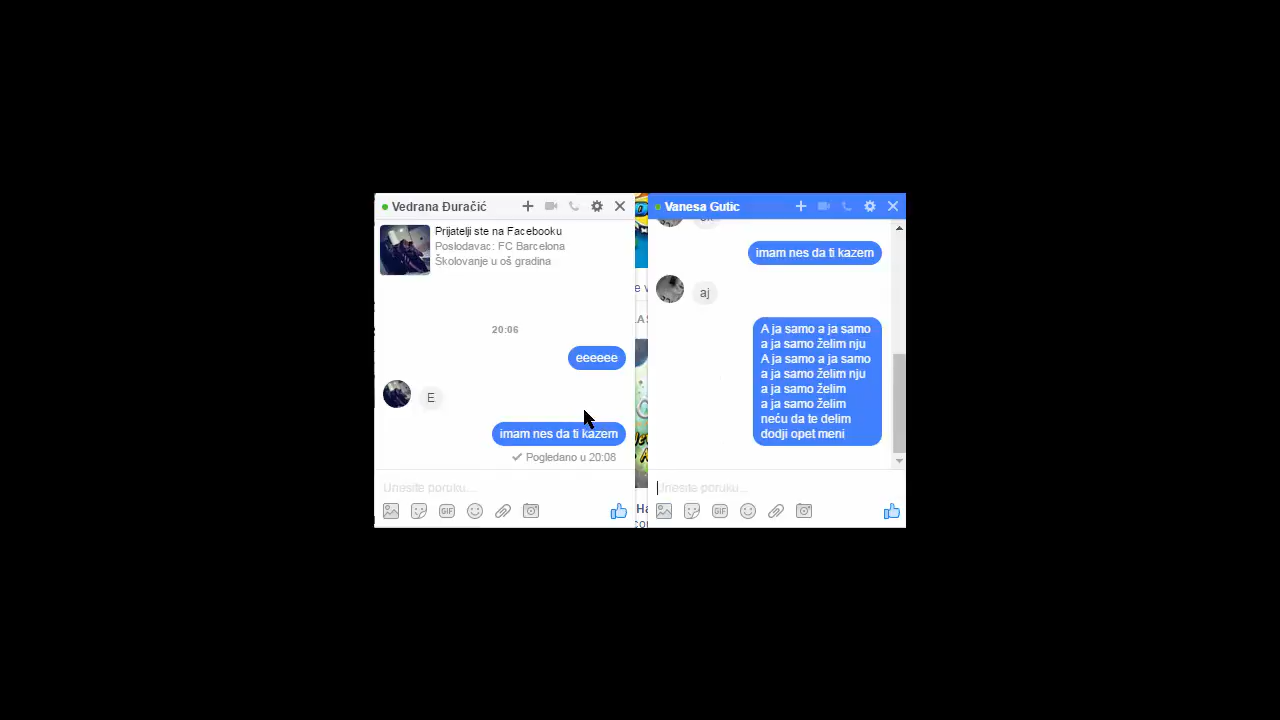 Vedrana Đuračić
Prijatelji ste na Facebooku
Poslodavac: FC Barcelona
Školovanje u oš gradina
20:06
eeeeee
E
imam nes da ti kazem
Pogledano u 20:08
Unesite poruku...
GIF
Vanesa Gutic
imam nes da ti kazem
aj
A ja samo a ja samo
a ja samo želim nju
A ja samo a ja samo
a ja samo želim nju
a ja samo želim
a ja samo želim
neću da te delim
dodji opet meni
Unesite poruku...
GIF